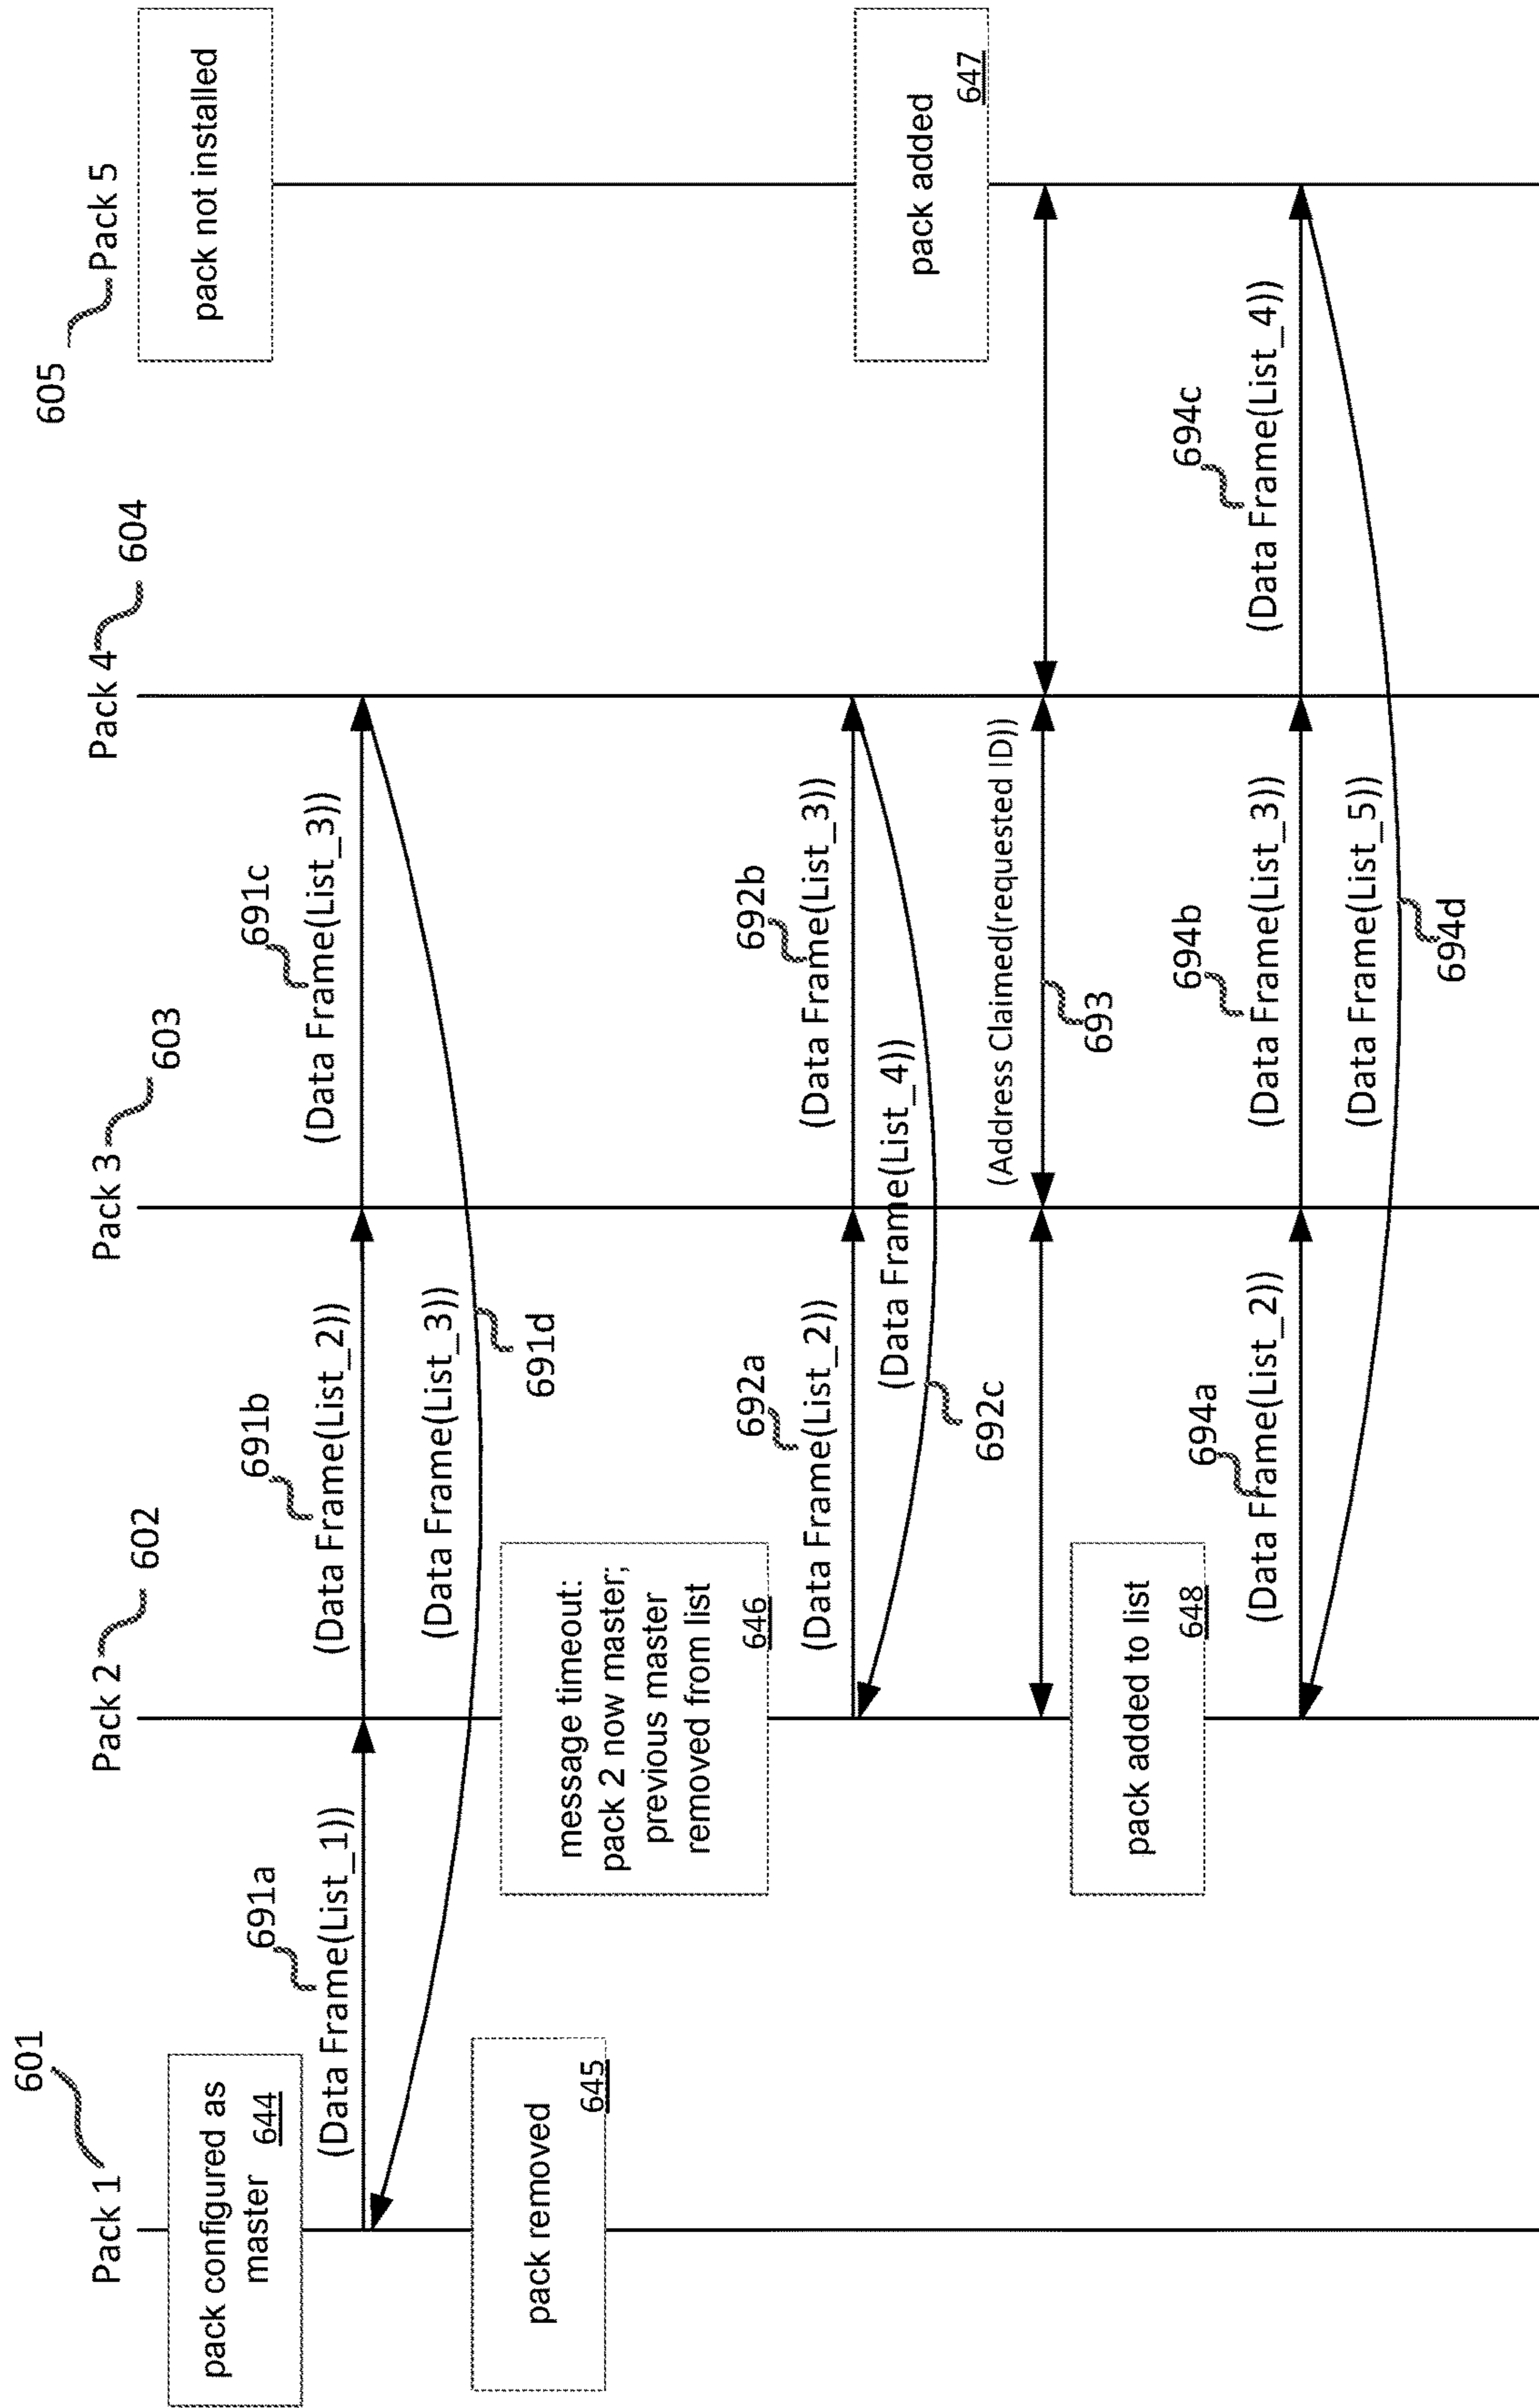 601
Pack 1
602
Pack 2
603
Pack 3
604
Pack 4
605
Pack 5
pack configured as
master 644
pack not installed
691a
(Data Frame(List_1))
691b
(Data Frame(List_2))
691c
(Data Frame(List_3))
(Data Frame(List_3))
691d
pack removed
645
message timeout:
pack 2 now master;
previous master
removed from list
646
692a
(Data Frame(List_2))
692b
(Data Frame(List_3))
(Data Frame(List_4))
692c
pack added
647
(Address Claimed(requested ID))
693
pack added to list
648
694a
(Data Frame(List_2))
694b
(Data Frame(List_3))
694c
(Data Frame(List_4))
(Data Frame(List_5))
694d